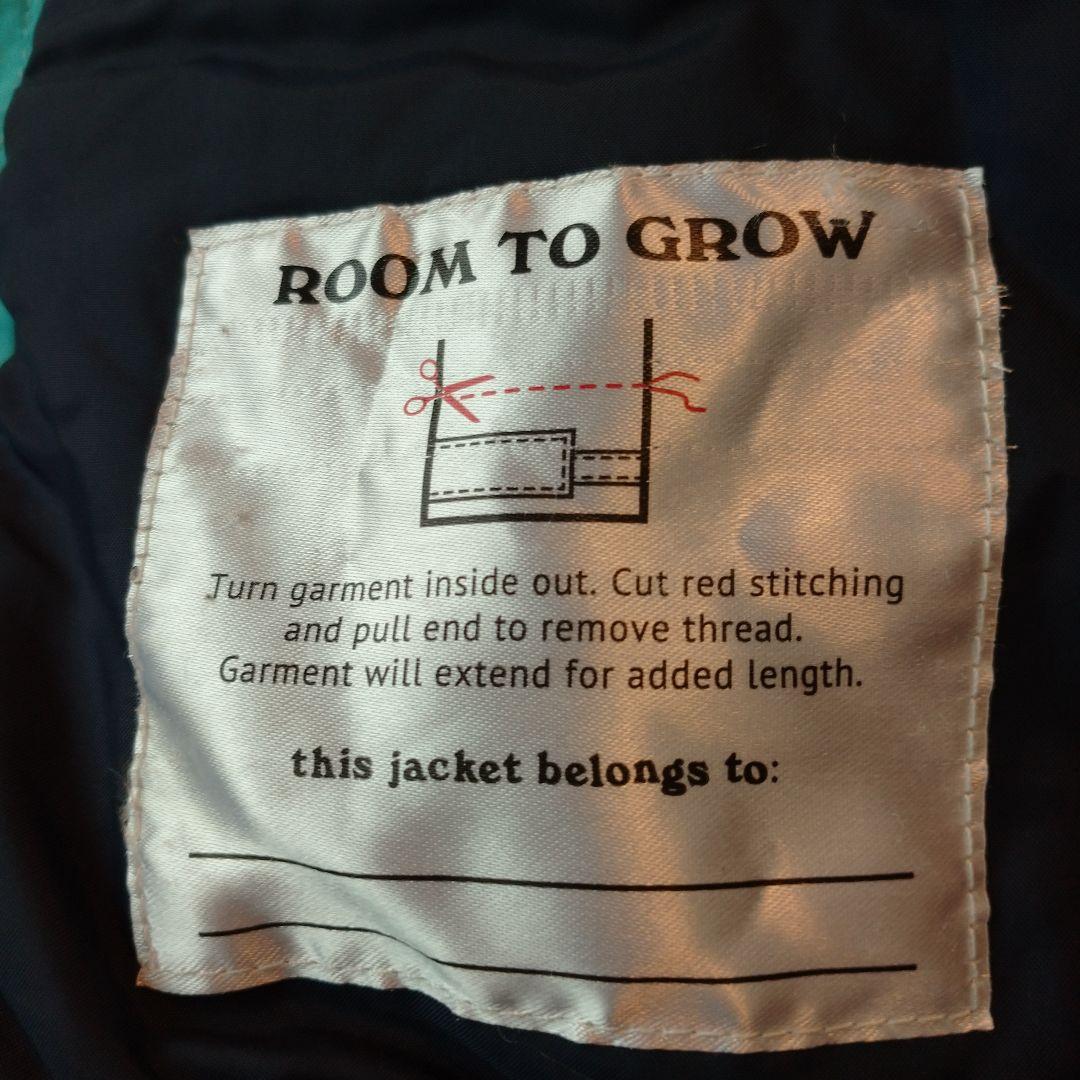 ROOM TO GROW
Turn garment inside out. Cut red stitching
and pull end to remove thread.
Garment will extend for added length.
this jacket belongs to: